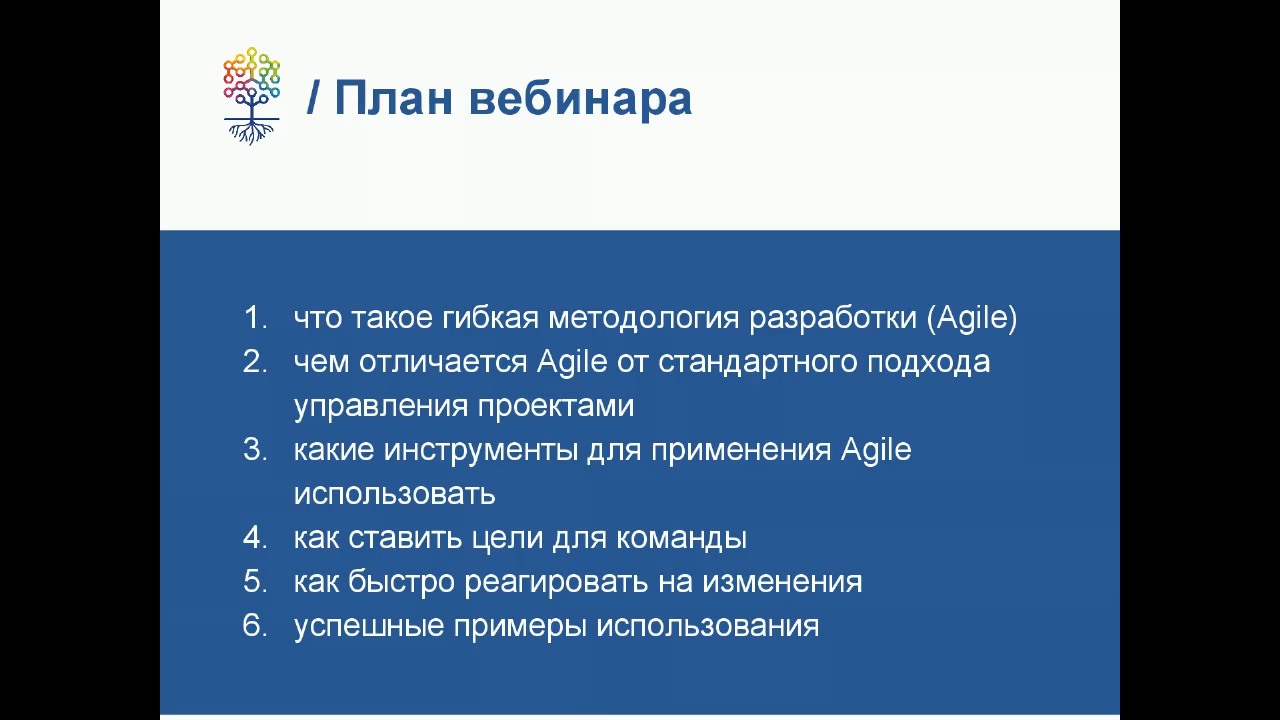 / План вебинара
1. что такое гибкая методология разработки (Agile)
2. чем отличается Agile от стандартного подхода
управления проектами
3. какие инструменты для применения Agile
использовать
4. как ставить цели для команды
5. как быстро реагировать на изменения
6. успешные примеры использования